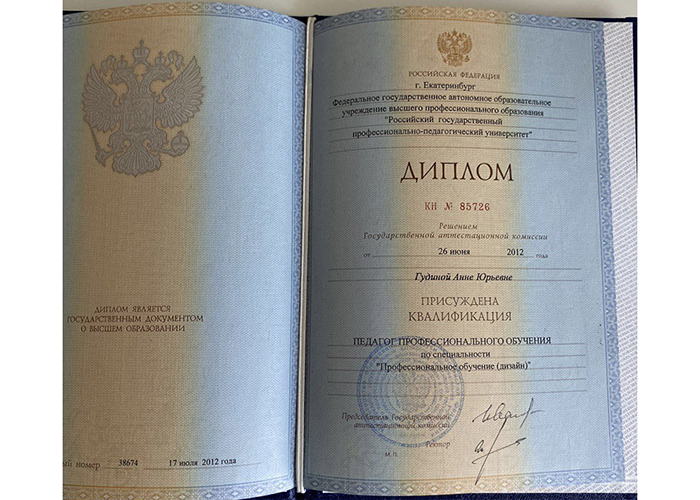 ДИПЛОМ ЯВЛЯЕТСЯ
ГОСУДАРСТВЕННЫМ ДОКУМЕНТОМ
О ВЫСШЕМ ОБРАЗОВАНИИ
номер 38674 17 июля 2012 года
РОССИЙСКАЯ ФЕДЕРАЦИЯ
г. Екатеринбург
Федеральное государственное автономное образовательное
учреждение высшего профессионального образования
"Российский государственный
профессионально-педагогический университет"
ДИПЛОМ
КН № 85726
Решением
Государственной аттестационной комиссии
от 26 июня 2012 года
Гудиной Анне Юрьевне
ПРИСУЖДЕНА
КВАЛИФИКАЦИЯ
ПЕДАГОГ ПРОФЕССИОНАЛЬНОГО ОБУЧЕНИЯ
по специальности
"Профессиональное обучение (дизайн)"
Председатель Государственной
аттестационной комиссии
Ректор
М.П.